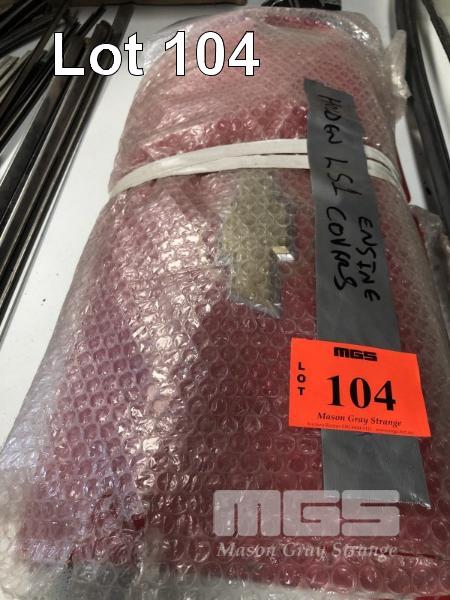 Lot 104
HOLDEN LS1 ENGINE
COVERS
MGS
LOT
104
Mason Gray Strange
MGS
Mason Gray Strange